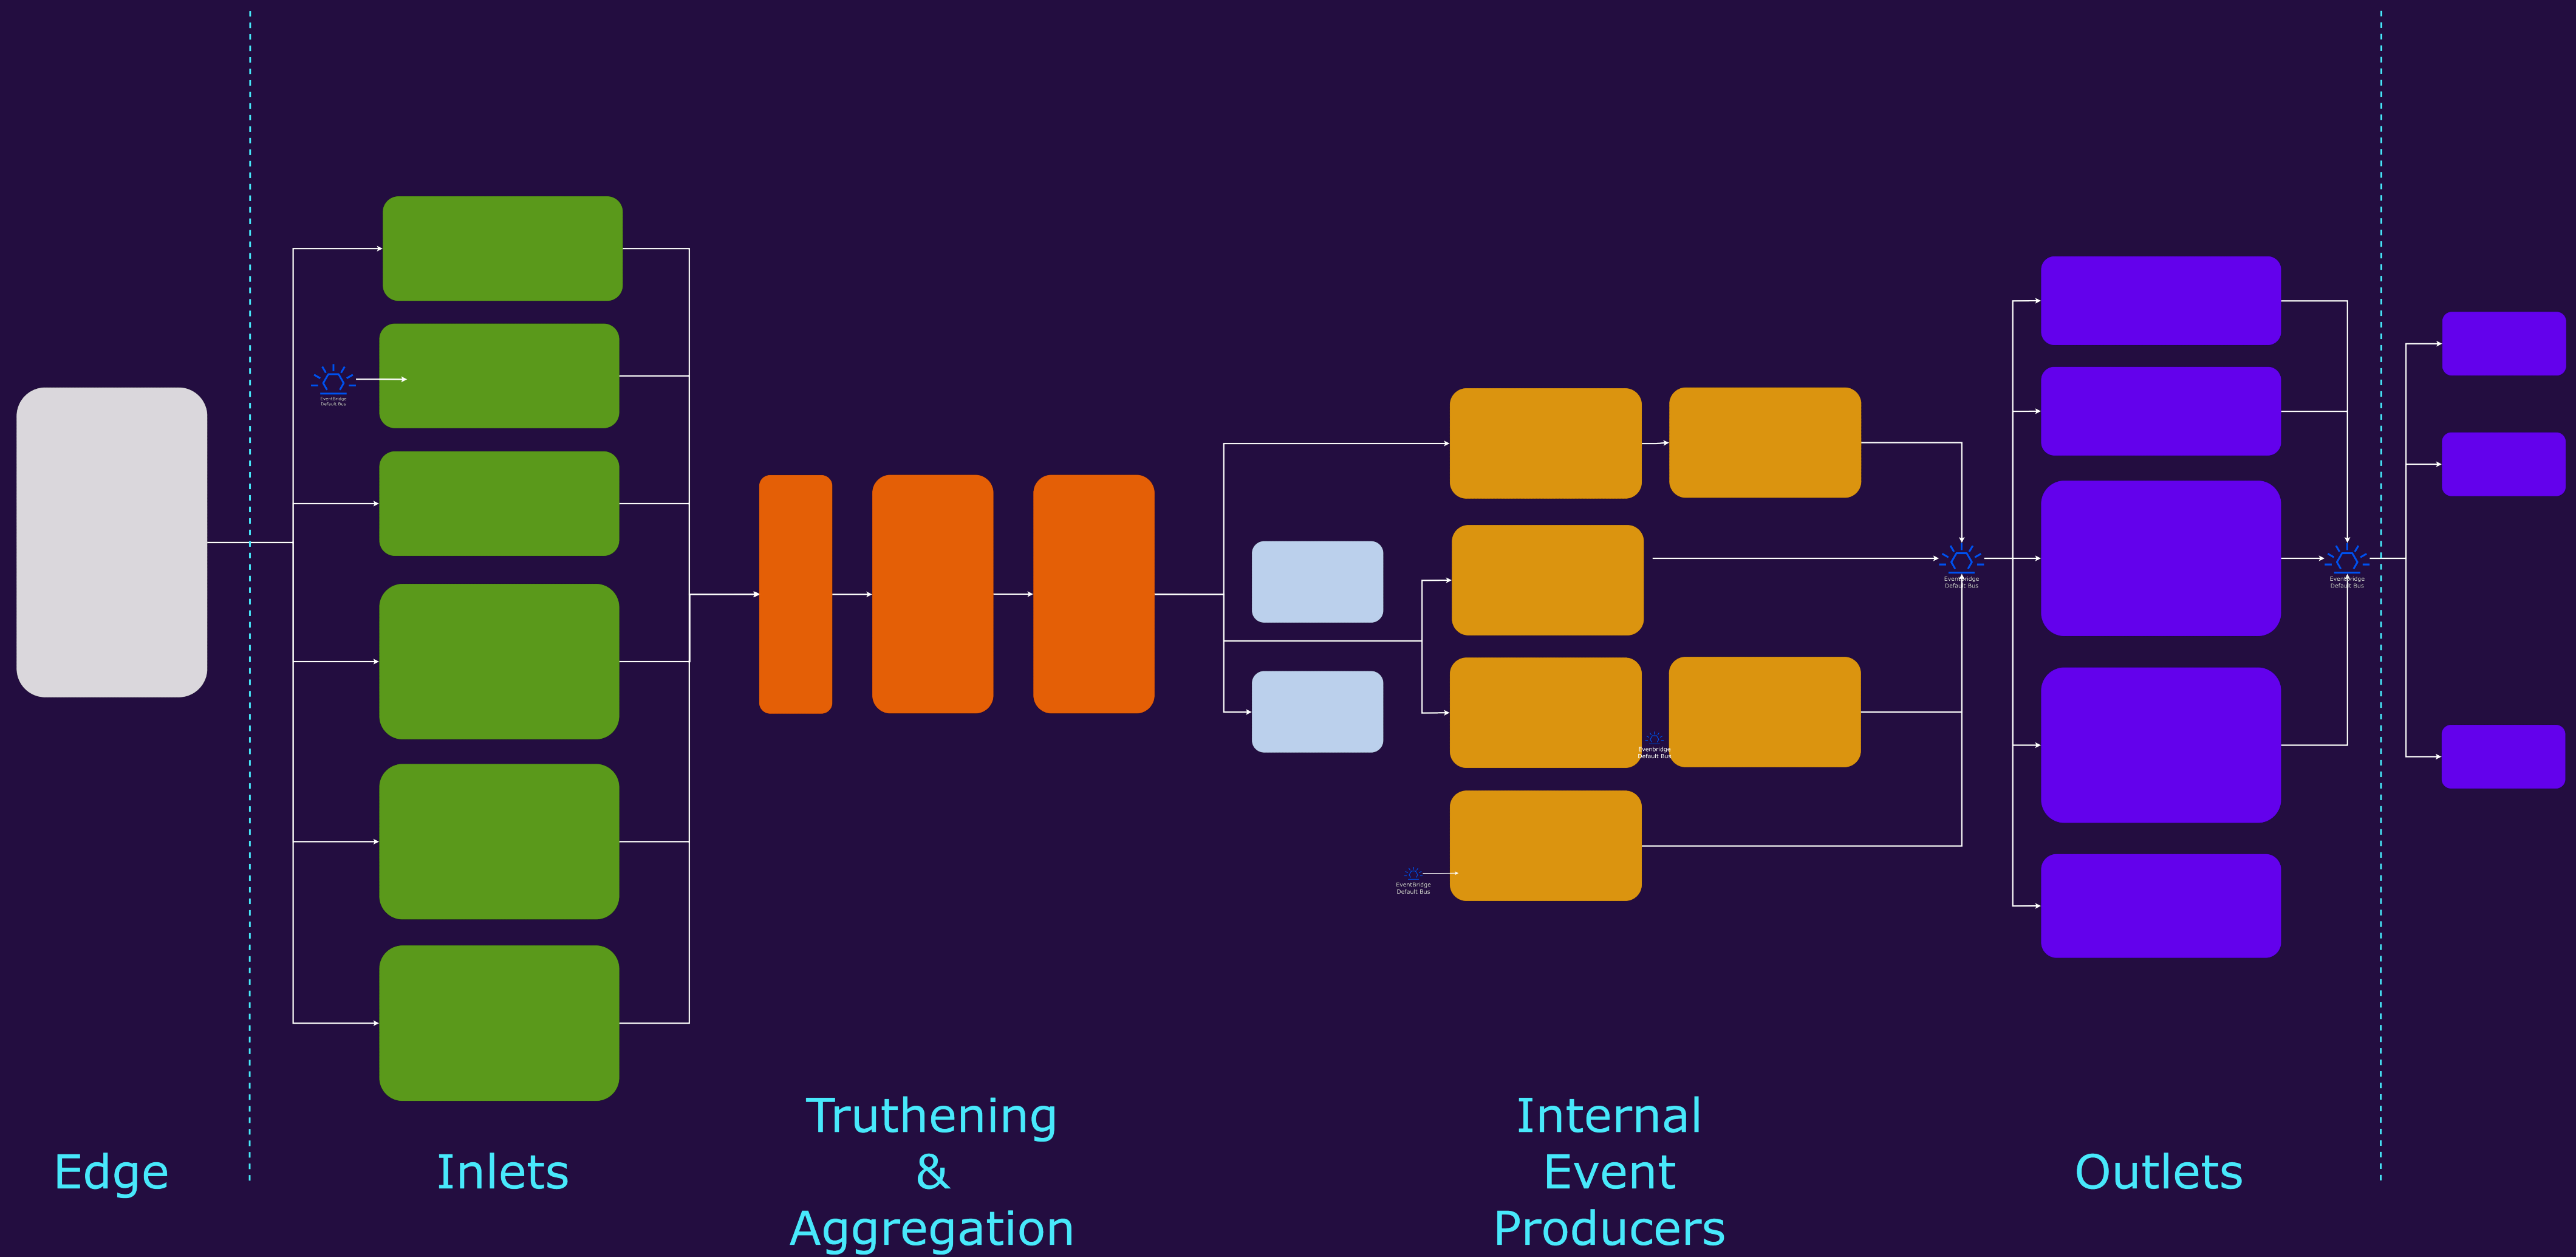 EventBridge
Default Bus
EventBridge
Default Bus
EventBridge
Default Bus
Evenbridge
Default Bus
EventBridge
Default Bus
Edge
Inlets
Truthening
&
Aggregation
Internal
Event
Producers
Outlets